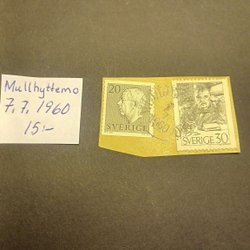 Mullhyttemo
7.7. 1960
15:-
20
SVERIGE
SVERIGE 30